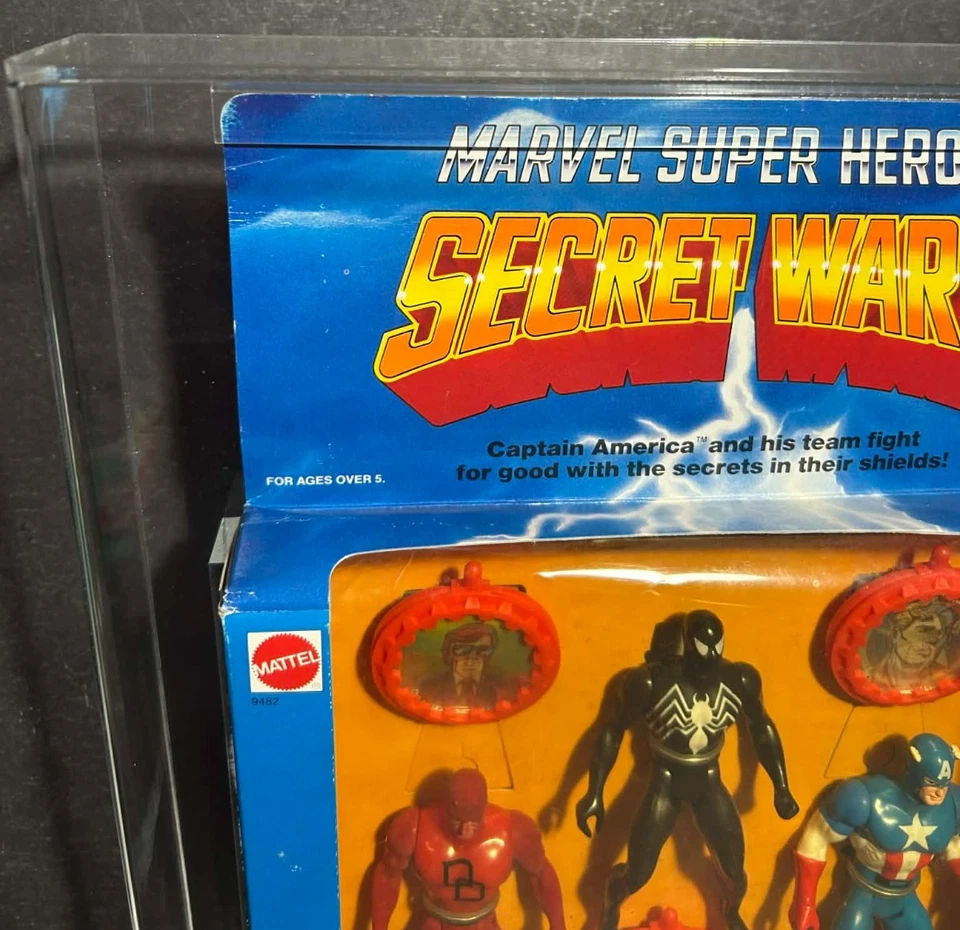 MARVEL SUPER HERO
SECRET WAR
Captain America™ and his team fight
for good with the secrets in their shields!
FOR AGES OVER 5.
MATTEL
9482
A
DD